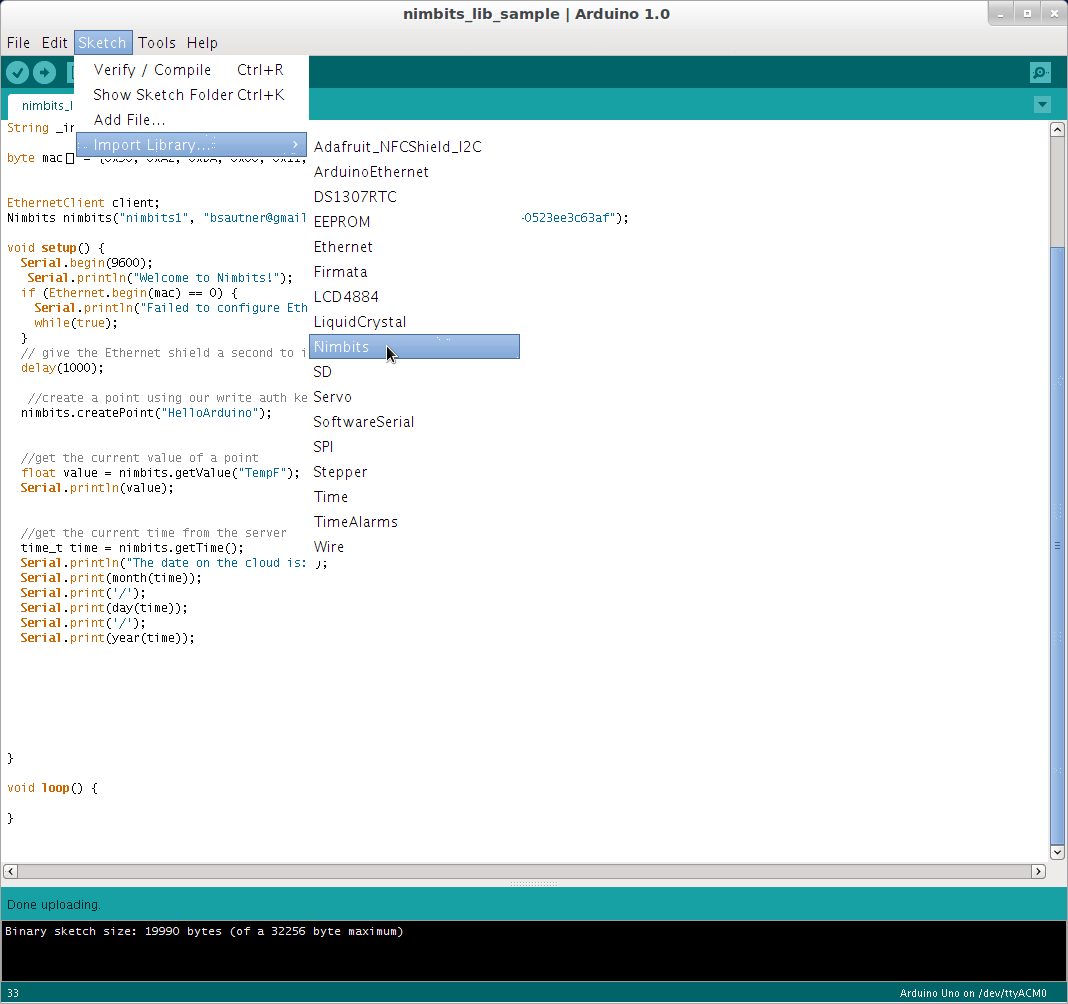 nimbits_lib_sample | Arduino 1.0
File Edit Sketch Tools Help
Verify / Compile Ctrl+R
Show Sketch Folder Ctrl+K
Add File...
Import Library...
nimbits_l
Adafruit_NFCShield_I2C
ArduinoEthernet
DS1307RTC
EEPROM
Ethernet
Firmata
LCD4884
LiquidCrystal
Nimbits
SD
Servo
SoftwareSerial
SPI
Stepper
Time
TimeAlarms
Wire
String _ir
byte mac[] =
EthernetClient client;
Nimbits nimbits("nimbits1", "bsautner@gmail -0523ee3c63af");
void setup() {
Serial.begin(9600);
Serial.println("Welcome to Nimbits!");
if (Ethernet.begin(mac) == 0) {
Serial.println("Failed to configure Eth
while(true);
}
// give the Ethernet shield a second to i
delay(1000);
//create a point using our write auth ke
nimbits.createPoint("HelloArduino");
//get the current value of a point
float value = nimbits.getValue("TempF");
Serial.println(value);
//get the current time from the server
time_t time = nimbits.getTime();
Serial.println("The date on the cloud is: );
Serial.print(month(time));
Serial.print('/');
Serial.print(day(time));
Serial.print('/');
Serial.print(year(time));
}
void loop() {
}
Done uploading.
Binary sketch size: 19990 bytes (of a 32256 byte maximum)
33
Arduino Uno on /dev/ttyACM0